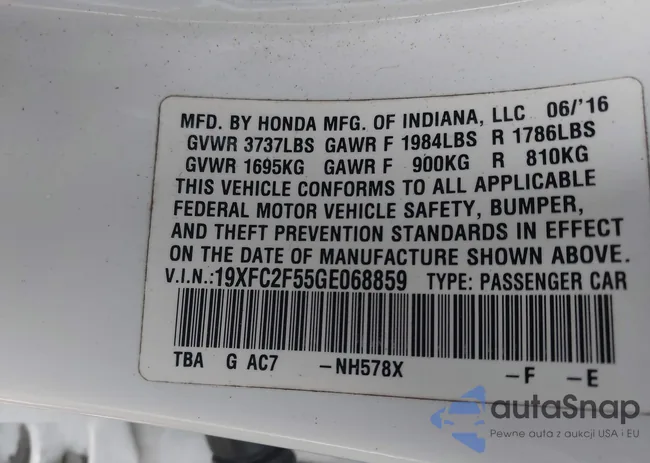 MFD. BY HONDA MFG. OF INDIANA, LLC 06/'16
GVWR 3737LBS GAWR F 1984LBS R 1786LBS
GVWR 1695KG GAWR F 900KG R 810KG
THIS VEHICLE CONFORMS TO ALL APPLICABLE
FEDERAL MOTOR VEHICLE SAFETY, BUMPER,
AND THEFT PREVENTION STANDARDS IN EFFECT
ON THE DATE OF MANUFACTURE SHOWN ABOVE.
V.I.N.:19XFC2F55GE068859 TYPE: PASSENGER CAR
TBA G AC7 -NH578X -F -E
autaSnap
Pewne auta z aukcji USA i EU